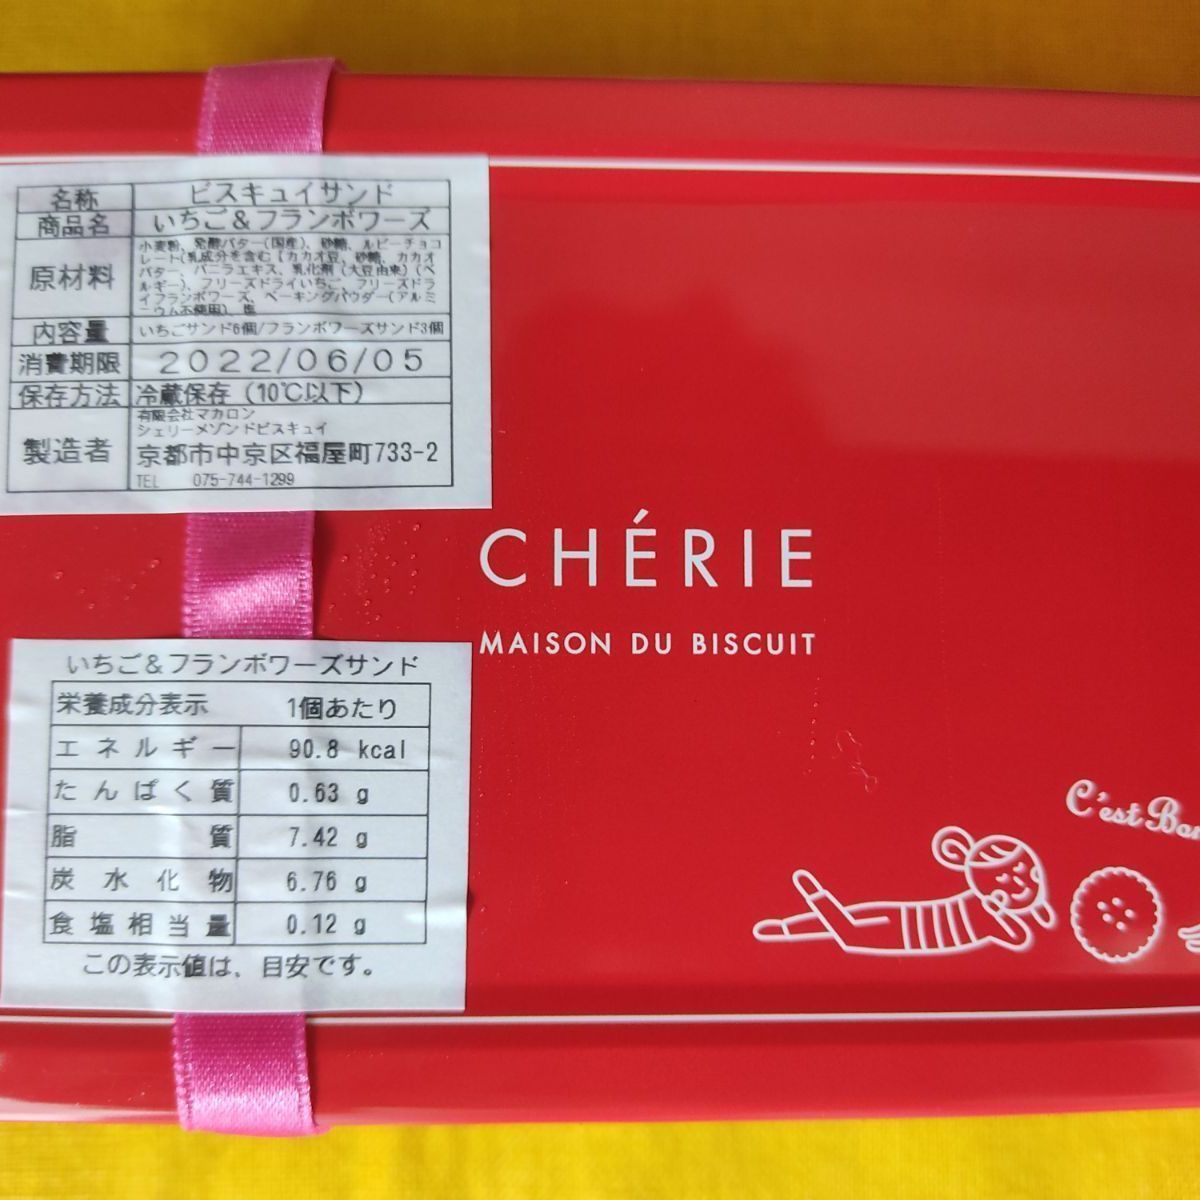 名称 ビスキュイサンド
商品名 いちご&フランボワーズ
原材料
小麦粉、発酵バター(国産)、砂糖、ルビーチョコ
レート(乳成分を含む【カカオ豆、砂糖、カカオ
バター、バニラエキス、乳化剤(大豆由来)(ベ
ルギー)、フリーズドライいちご、フリーズドラ
イフランボワーズ、ベーキングパウダー(アルミ
ニウム不使用)、塩
内容量 いちごサンド6個/フランボワーズサンド3個
消費期限 2022/06/05
保存方法 冷蔵保存(10℃以下)
製造者
有限会社マカロン
シェリーメゾンドビスキュイ
京都市中京区福屋町733-2
TEL 075-744-1299
CHÉRIE
MAISON DU BISCUIT
いちご&フランボワーズサンド
栄養成分表示 1個あたり
エネルギー 90.8 kcal
たんぱく質 0.63 g
脂質 7.42 g
炭水化物 6.76 g
食塩相当量 0.12 g
この表示値は、目安です。
C'est Bon